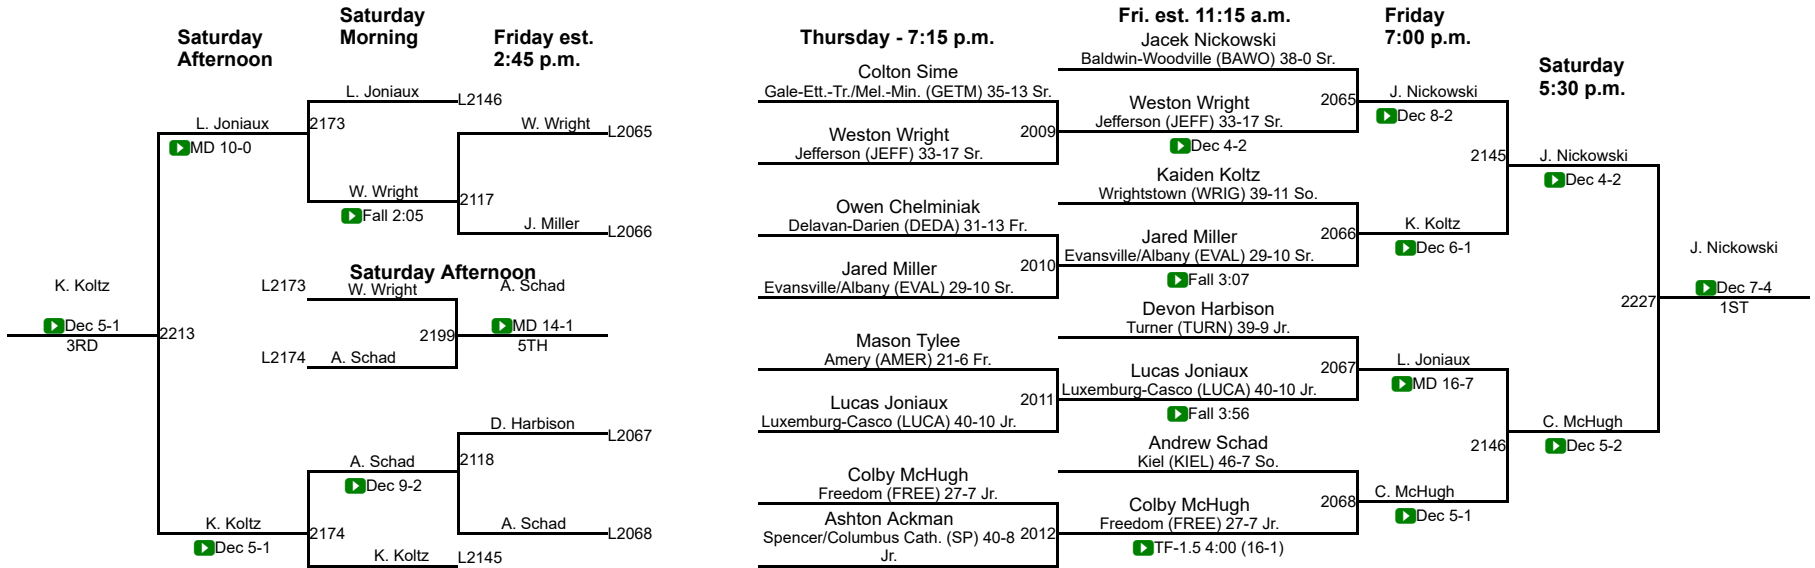 Saturday
Afternoon
Saturday
Morning
Friday est.
2:45 p.m.
L. Joniaux
L2146
L. Joniaux
2173
W. Wright
L2065
MD 10-0
W. Wright
2117
Fall 2:05
J. Miller
L2066
Saturday Afternoon
K. Koltz
L2173
W. Wright
A. Schad
Dec 5-1
2213
2199
MD 14-1
3RD
5TH
L2174
A. Schad
D. Harbison
L2067
A. Schad
2118
Dec 9-2
K. Koltz
2174
A. Schad
L2068
Dec 5-1
K. Koltz
L2145
Thursday - 7:15 p.m.
Colton Sime
Gale-Ett.-Tr./Mel.-Min. (GETM) 35-13 Sr.
Weston Wright
2009
Jefferson (JEFF) 33-17 Sr.
Owen Chelminiak
Delavan-Darien (DEDA) 31-13 Fr.
Jared Miller
2010
Evansville/Albany (EVAL) 29-10 Sr.
Mason Tylee
Amery (AMER) 21-6 Fr.
Lucas Joniaux
2011
Luxemburg-Casco (LUCA) 40-10 Jr.
Colby McHugh
Freedom (FREE) 27-7 Jr.
Ashton Ackman
2012
Spencer/Columbus Cath. (SP) 40-8
Jr.
Fri. est. 11:15 a.m.
Jacek Nickowski
Baldwin-Woodville (BAWO) 38-0 Sr.
Weston Wright
2065
Jefferson (JEFF) 33-17 Sr.
Dec 4-2
Kaiden Koltz
Wrightstown (WRIG) 39-11 So.
Jared Miller
2066
Evansville/Albany (EVAL) 29-10 Sr.
Fall 3:07
Devon Harbison
Turner (TURN) 39-9 Jr.
Lucas Joniaux
2067
Luxemburg-Casco (LUCA) 40-10 Jr.
Fall 3:56
Andrew Schad
Kiel (KIEL) 46-7 So.
Colby McHugh
2068
Freedom (FREE) 27-7 Jr.
TF-1.5 4:00 (16-1)
Friday
7:00 p.m.
J. Nickowski
Dec 8-2
2145
K. Koltz
Dec 6-1
L. Joniaux
MD 16-7
2146
C. McHugh
Dec 5-1
Saturday
5:30 p.m.
J. Nickowski
Dec 4-2
2227
C. McHugh
Dec 5-2
J. Nickowski
Dec 7-4
1ST